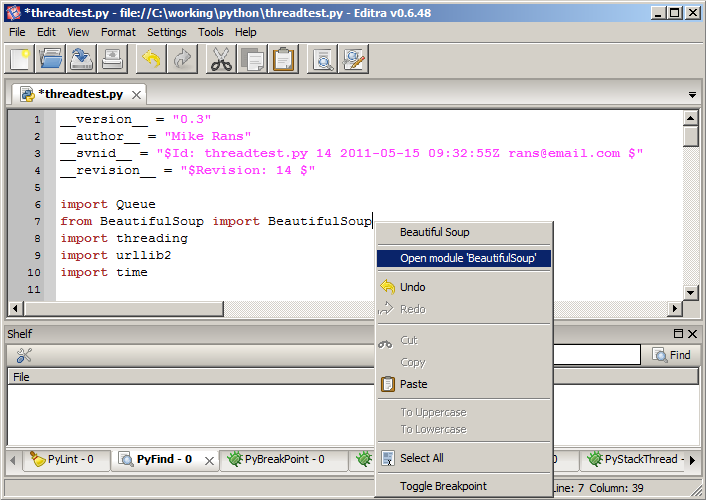 *threadtest.py - file://C:\working\python\threadtest.py - Editra v0.6.48
File Edit View Format Settings Tools Help
*threadtest.py
1 __version__ = "0.3"
2 __author__ = "Mike Rans"
3 __svnid__ = "$Id: threadtest.py 14 2011-05-15 09:32:55Z rans@email.com $"
4 __revision__ = "$Revision: 14 $"
5
6 import Queue
7 from BeautifulSoup import BeautifulSoup
8 import threading
9 import urllib2
10 import time
11
Beautiful Soup
Open module 'BeautifulSoup'
Undo
Redo
Cut
Copy
Paste
To Uppercase
To Lowercase
Select All
Toggle Breakpoint
Shelf
Find
File
PyLint - 0 PyFind - 0 PyBreakPoint - 0 PyStackThread - 0
Line: 7 Column: 39